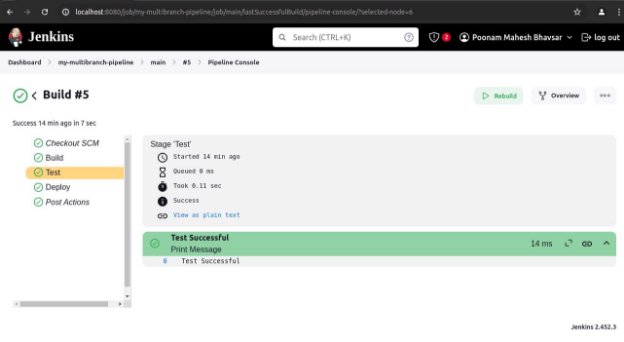 localhost:8080/job/my-multibranch-pipeline/job/main/lastSuccessfulBuild/pipeline-console/?selected-node=6
Jenkins
Search (CTRL+K)
2
Poonam Mahesh Bhavsar
log out
Dashboard > my-multibranch-pipeline > main > #5 > Pipeline Console
Build #5
Rebuild
Overview
Success 14 min ago in 7 sec
Checkout SCM
Build
Test
Deploy
Post Actions
Stage 'Test'
Started 14 min ago
Queued 0 ms
Took 0.11 sec
Success
View as plain text
Test Successful
Print Message
14 ms
0 Test Successful
Jenkins 2.452.3